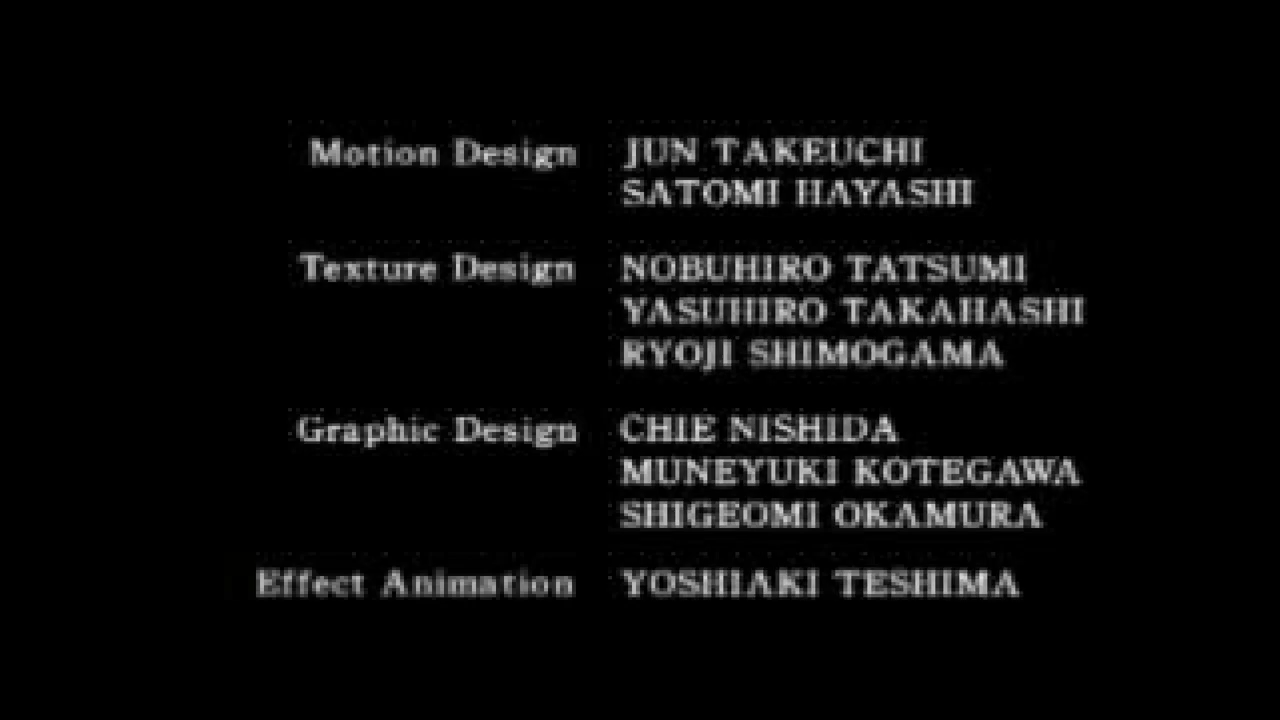 Motion Design JUN TAKEUCHI
SATOMI HAYASHI
Texture Design NOBUHIRO TATSUMI
YASUHIRO TAKAHASHI
RYOJI SHIMOGAMA
Graphic Design CHIE NISHIDA
MUNEYUKI KOTEGAWA
SHIGEOMI OKAMURA
Effect Animation YOSHIAKI TESHIMA